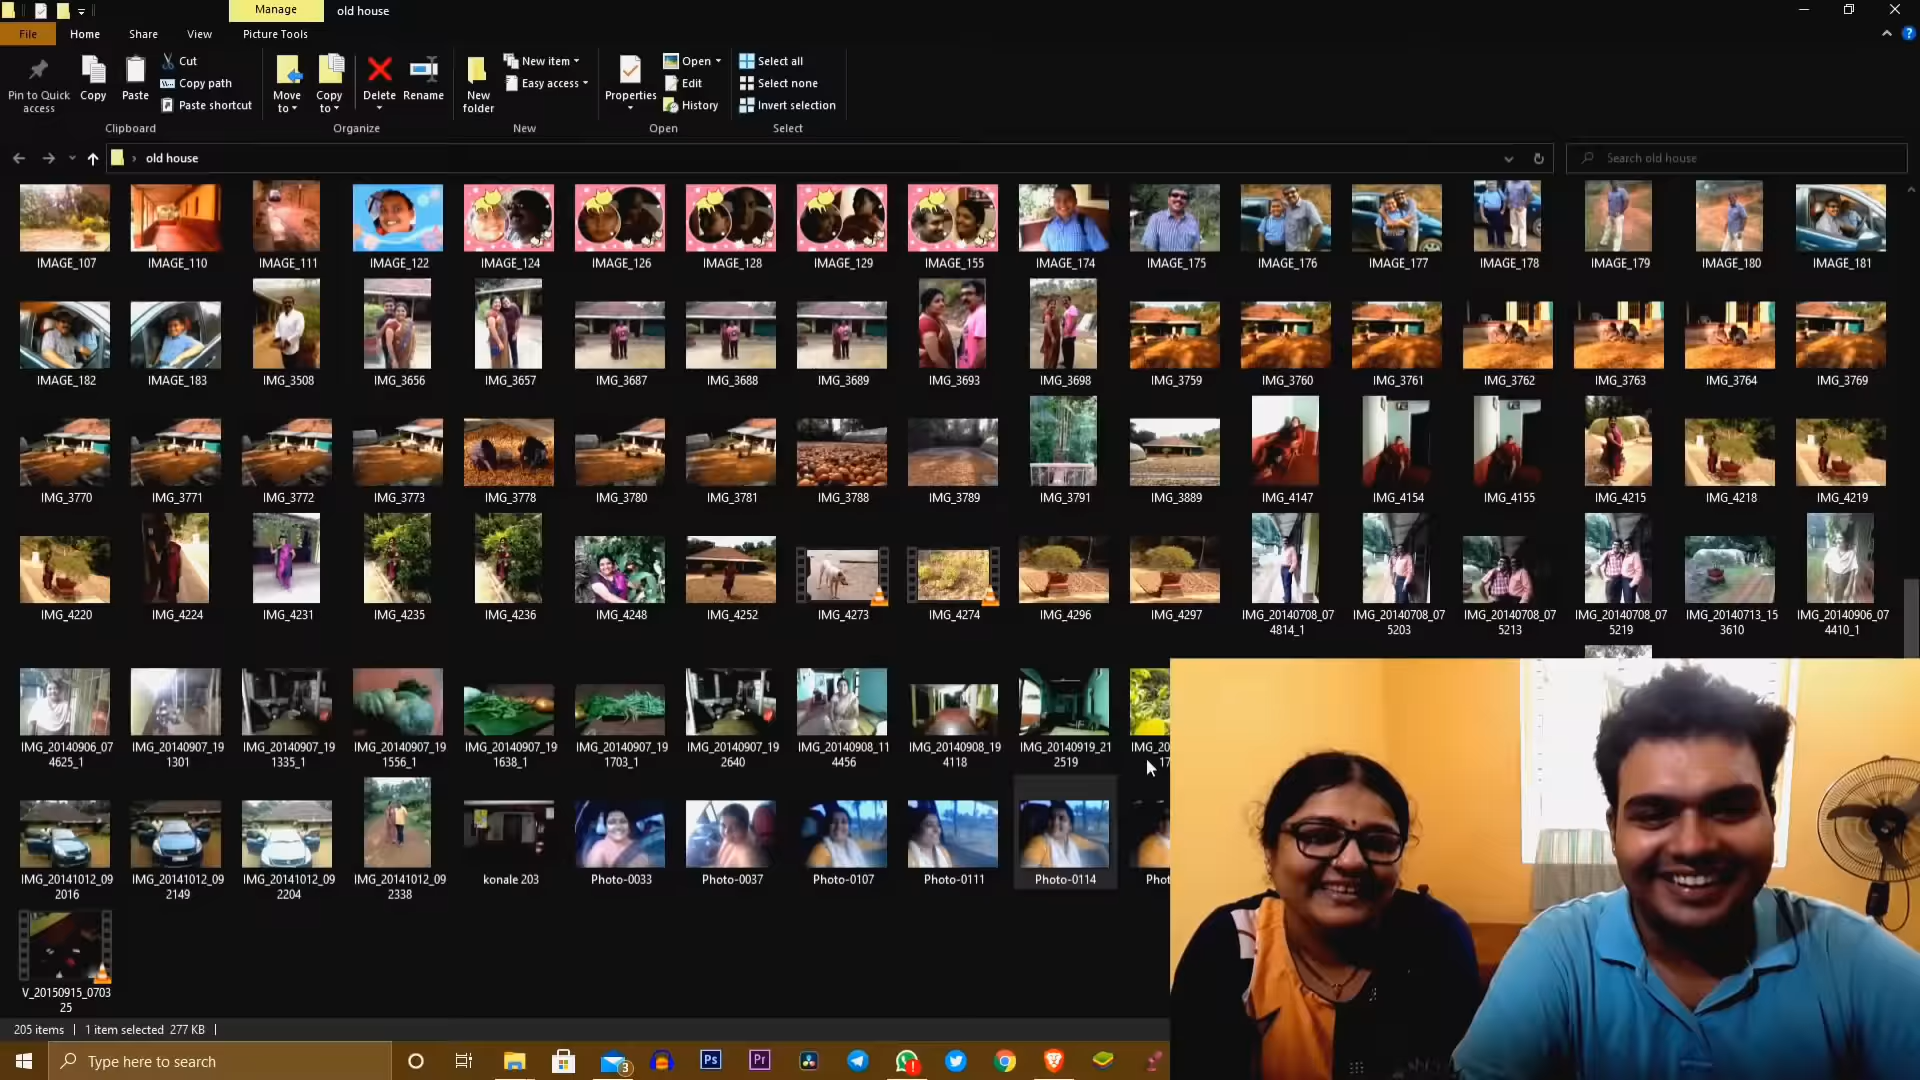 Manage
old house
File
Home
Share
View
Picture Tools
Pin to Quick
access
Copy
Paste
Cut
Copy path
Paste shortcut
Clipboard
Move
to
Copy
to
Delete
Rename
Organize
New
folder
New item
Easy access
New
Properties
Open
Edit
History
Open
Select all
Select none
Invert selection
Select
old house
Search old house
IMAGE_107 IMAGE_110 IMAGE_111 IMAGE_122 IMAGE_124 IMAGE_126 IMAGE_128 IMAGE_129 IMAGE_155 IMAGE_174 IMAGE_175 IMAGE_176 IMAGE_177 IMAGE_178 IMAGE_179 IMAGE_180 IMAGE_181
IMAGE_182 IMAGE_183 IMG_3508 IMG_3656 IMG_3657 IMG_3687 IMG_3688 IMG_3689 IMG_3693 IMG_3698 IMG_3759 IMG_3760 IMG_3761 IMG_3762 IMG_3763 IMG_3764 IMG_3769
IMG_3770 IMG_3771 IMG_3772 IMG_3773 IMG_3778 IMG_3780 IMG_3781 IMG_3788 IMG_3789 IMG_3791 IMG_3889 IMG_4147 IMG_4154 IMG_4155 IMG_4215 IMG_4218 IMG_4219
IMG_4220 IMG_4224 IMG_4231 IMG_4235 IMG_4236 IMG_4248 IMG_4252 IMG_4273 IMG_4274 IMG_4296 IMG_4297 IMG_20140708_07 IMG_20140708_07 IMG_20140708_07 IMG_20140708_07 IMG_20140713_15 IMG_20140906_07
4814_1 5203 5213 5219 3610 4410_1
IMG_20140906_07 IMG_20140907_19 IMG_20140907_19 IMG_20140907_19 IMG_20140907_19 IMG_20140907_19 IMG_20140907_19 IMG_20140908_11 IMG_20140908_19 IMG_20140919_21 IMG_20
4625_1 1301 1335_1 1556_1 1638_1 1703_1 2640 4456 4118 2519 17
IMG_20141012_09 IMG_20141012_09 IMG_20141012_09 IMG_20141012_09 konale 203 Photo-0033 Photo-0037 Photo-0107 Photo-0111 Photo-0114 Phot
2016 2149 2204 2338
V_20150915_0703
25
205 items
1 item selected 277 KB
Type here to search
3
Ps
Pr